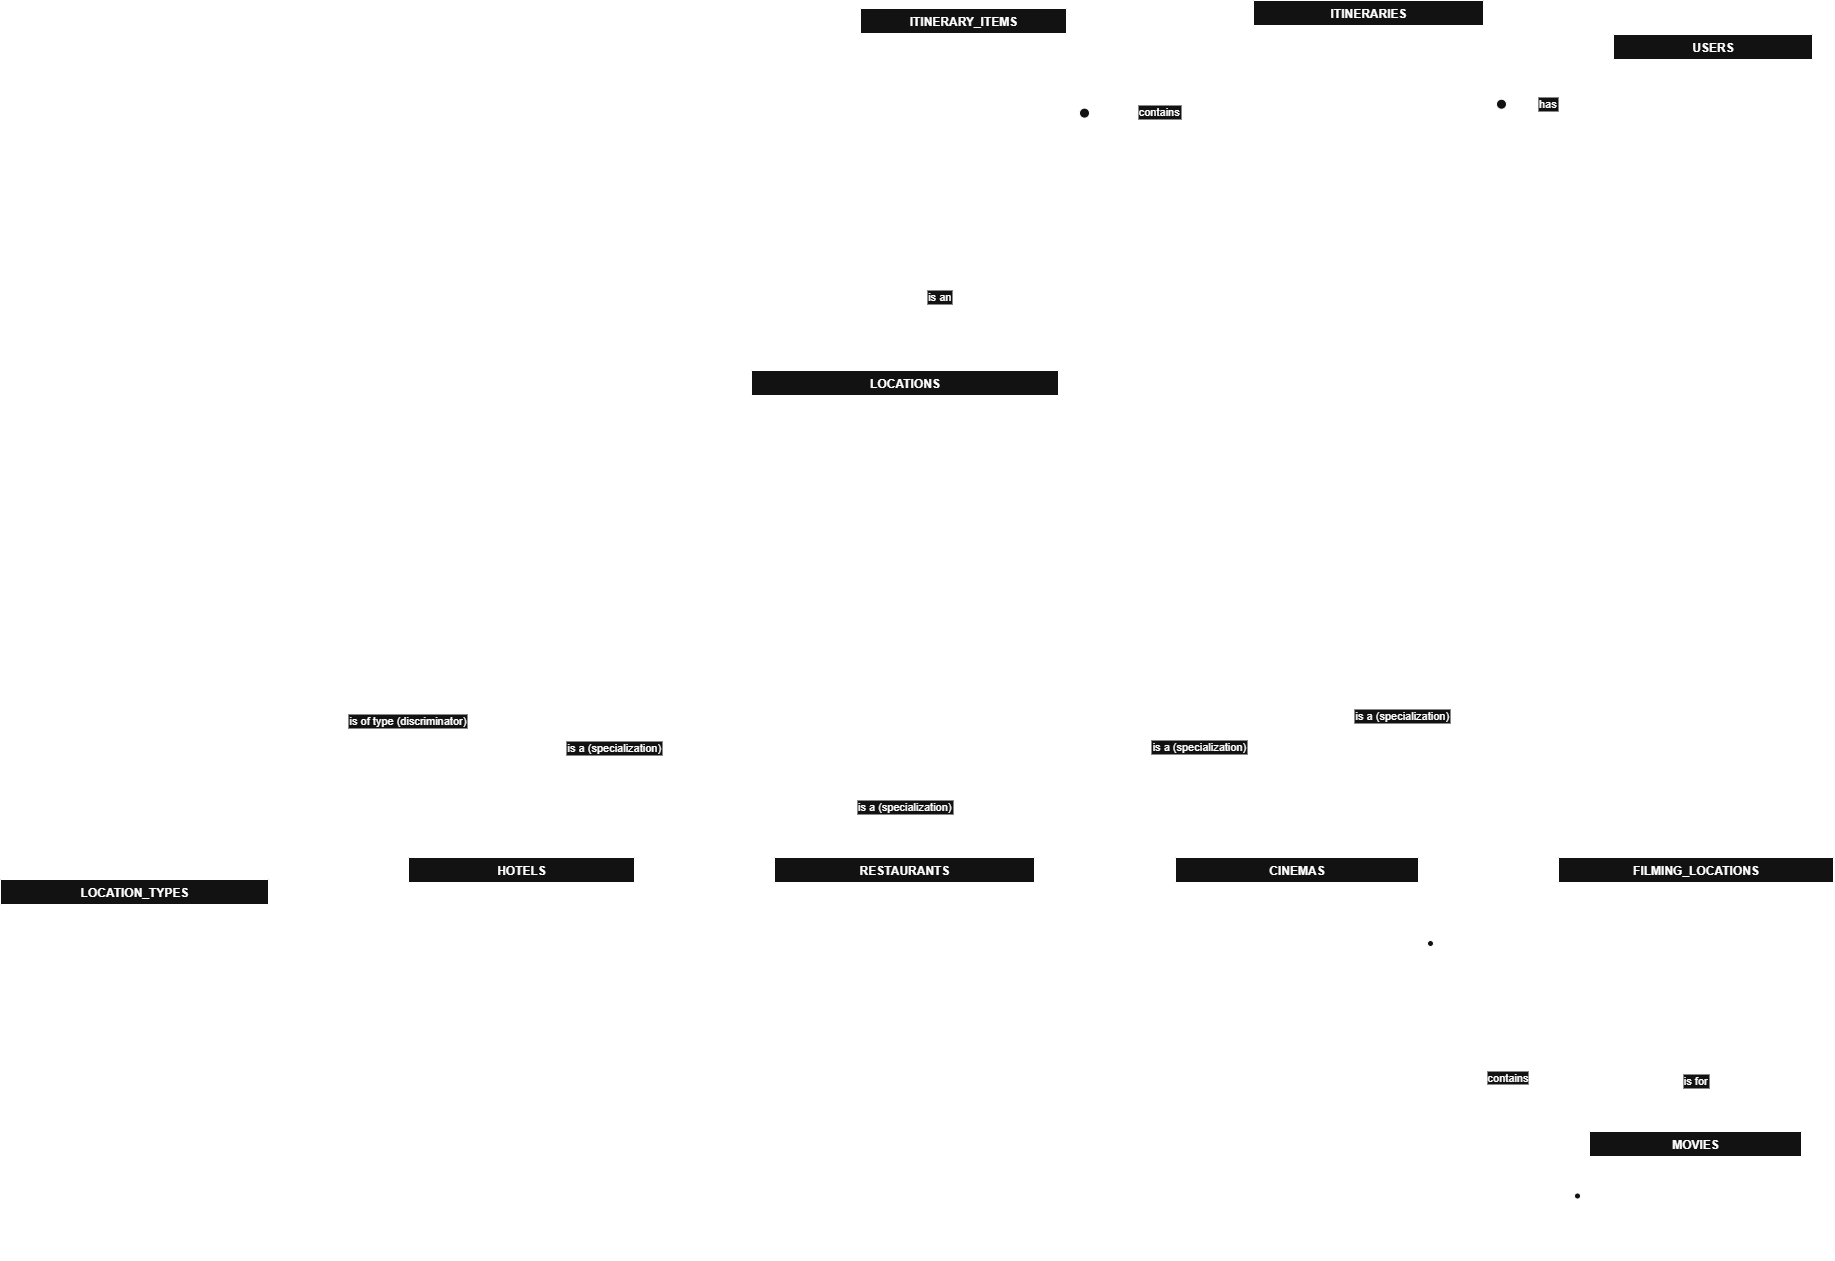 ITINERARY_ITEMS
ITINERARIES
USERS
contains
has
is an
LOCATIONS
is of type (discriminator)
is a (specialization)
is a (specialization)
is a (specialization)
is a (specialization)
LOCATION_TYPES
HOTELS
RESTAURANTS
CINEMAS
FILMING_LOCATIONS
contains
is for
MOVIES